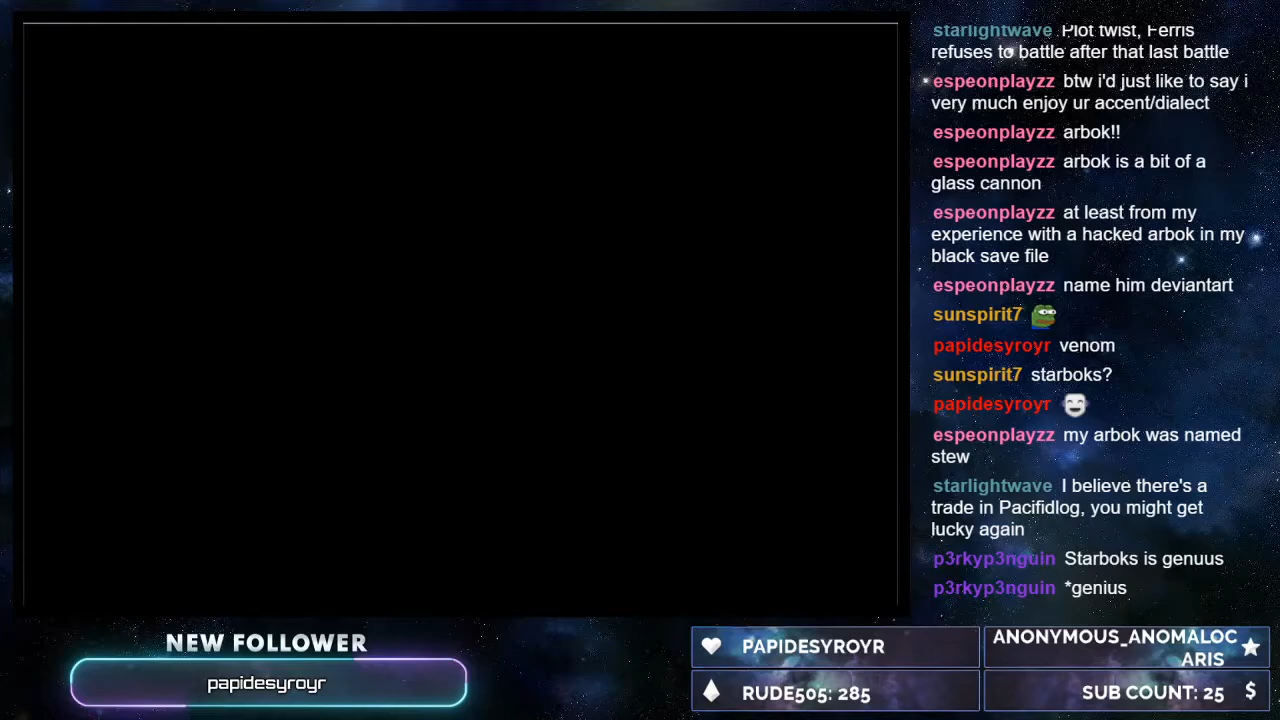 starlightwave Plot twist, Ferris
refuses to battle after that last battle
espeonplayzz btw i'd just like to say i
very much enjoy ur accent/dialect
espeonplayzz arbok!!
espeonplayzz arbok is a bit of a
glass cannon
espeonplayzz at least from my
experience with a hacked arbok in my
black save file
espeonplayzz name him deviantart
sunspirit7
papidesyroyr venom
sunspirit7 starboks?
papidesyroyr
espeonplayzz my arbok was named
stew
starlightwave I believe there's a
trade in Pacifidlog, you might get
lucky again
p3rkyp3nguin Starboks is genuus
p3rkyp3nguin *genius
NEW FOLLOWER
papidesyroyr
PAPIDESYROYR
ANONYMOUS_ANOMALOC
ARIS
RUDE505: 285
SUB COUNT: 25 $